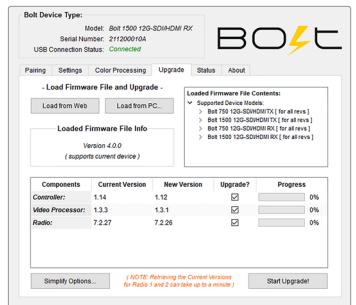 Bolt Device Type:
Model: Bolt 1500 12G-SDI/HDMI RX
Serial Number: 211200010A
USB Connection Status: Connected
BOLT
Pairing Settings Color Processing Upgrade Status About
- Load Firmware File and Upgrade -
Load from Web Load from PC...
Loaded Firmware File Info
Version 4.0.0
( supports current device )
Loaded Firmware File Contents:
Supported Device Models:
Bolt 750 12G-SDI/HDMI TX [ for all revs ]
Bolt 1500 12G-SDI/HDMI TX [ for all revs ]
Bolt 750 12G-SDI/HDMI RX [ for all revs ]
Bolt 1500 12G-SDI/HDMI RX [ for all revs ]
Components Current Version New Version Upgrade? Progress
Controller: 1.14 1.12 0%
Video Processor: 1.3.3 1.3.1 0%
Radio: 7.2.27 7.2.26 0%
Simplify Options...
( NOTE: Retrieving the Current Versions
for Radio 1 and 2 can take up to a minute )
Start Upgrade!